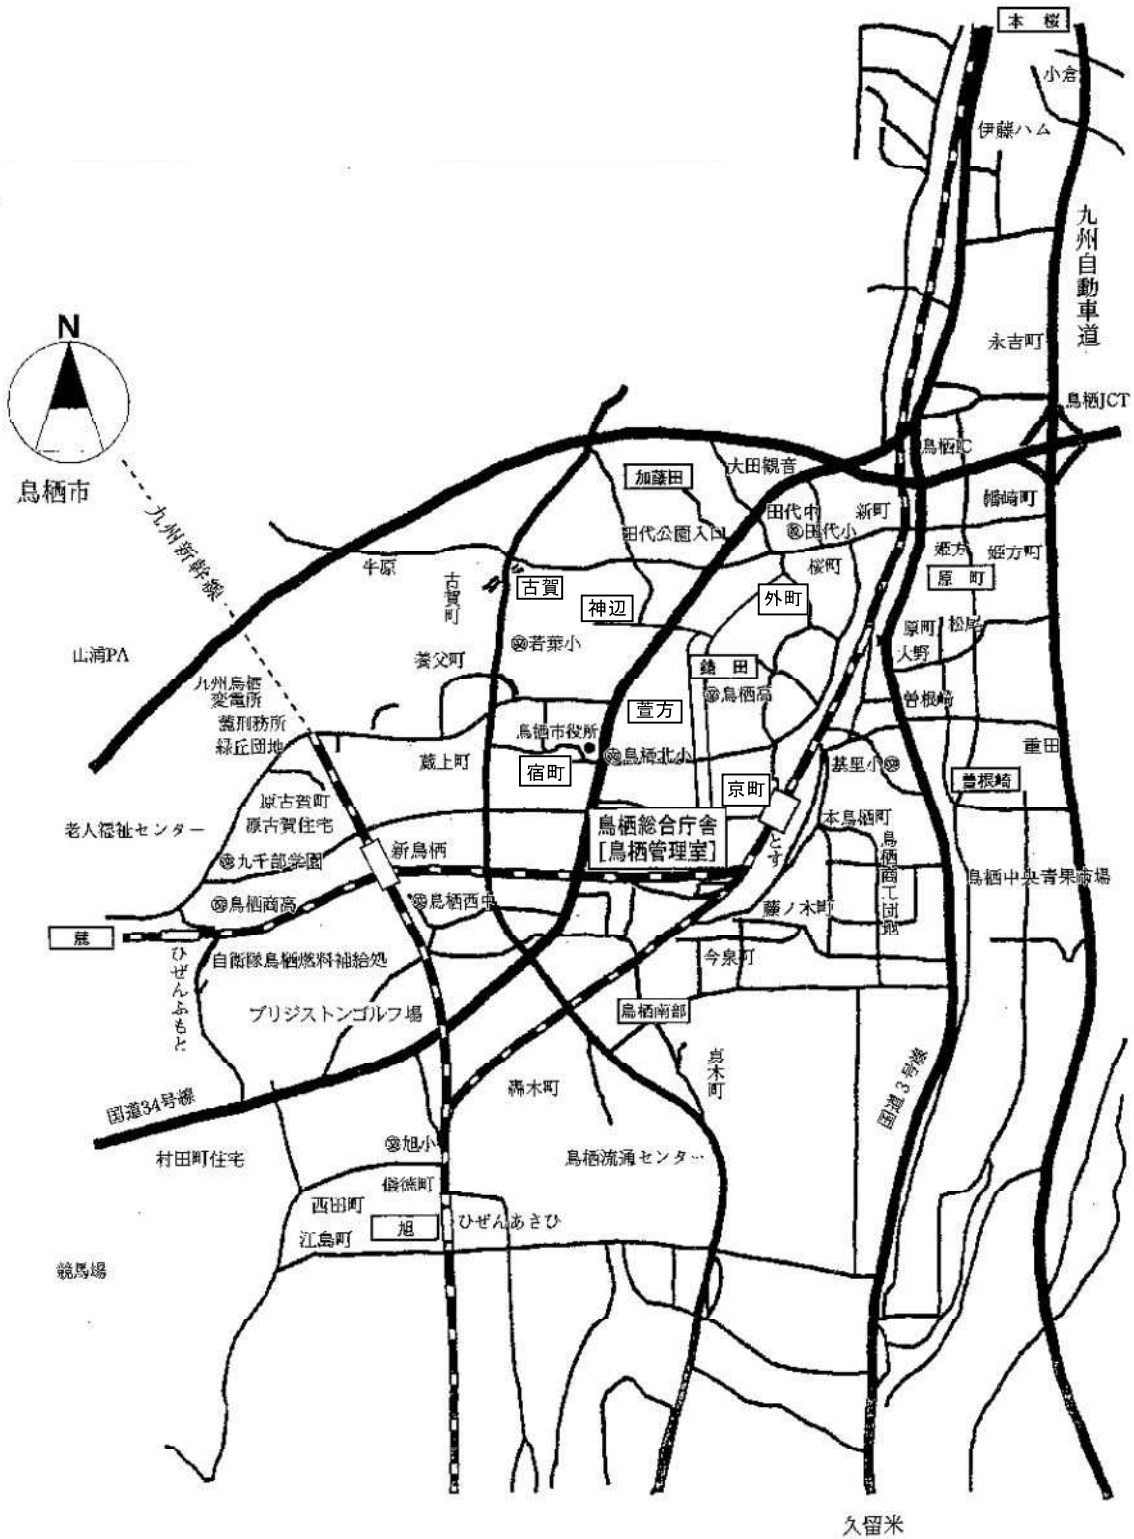 本桜
小倉
伊藤ハム
九州自動車道
永吉町
鳥栖JCT
N
鳥栖市
九州新幹線
鳥栖IC
大田観音
加藤田
田代中
田代小
新町
幡崎町
田代公園入口
姫方
姫方町
桜町
原町
牛原
古賀町
古賀
神辺
外町
原町
松尾
大野
山浦PA
若葉小
養父町
鎌田
鳥栖高
曽根崎
九州鳥栖
変電所
麓刑務所
緑丘団地
萱方
鳥栖市役所
鳥栖北小
重田
蔵上町
宿町
基里小
曽根崎
京町
原古賀町
原古賀住宅
老人福祉センター
鳥栖総合庁舎
[鳥栖管理室]
とす
本鳥栖町
鳥栖商工団地
新鳥栖
九千部学園
鳥栖中央青果市場
鳥栖商高
鳥栖西中
藤ノ木町
麓
ひぜんふもと
自衛隊鳥栖燃料補給処
今泉町
ブリジストンゴルフ場
鳥栖南部
真木町
国道3号線
轟木町
国道34号線
旭小
村田町住宅
鳥栖流通センター
儀徳町
西田町
旭
ひぜんあさひ
江島町
競馬場
久留米